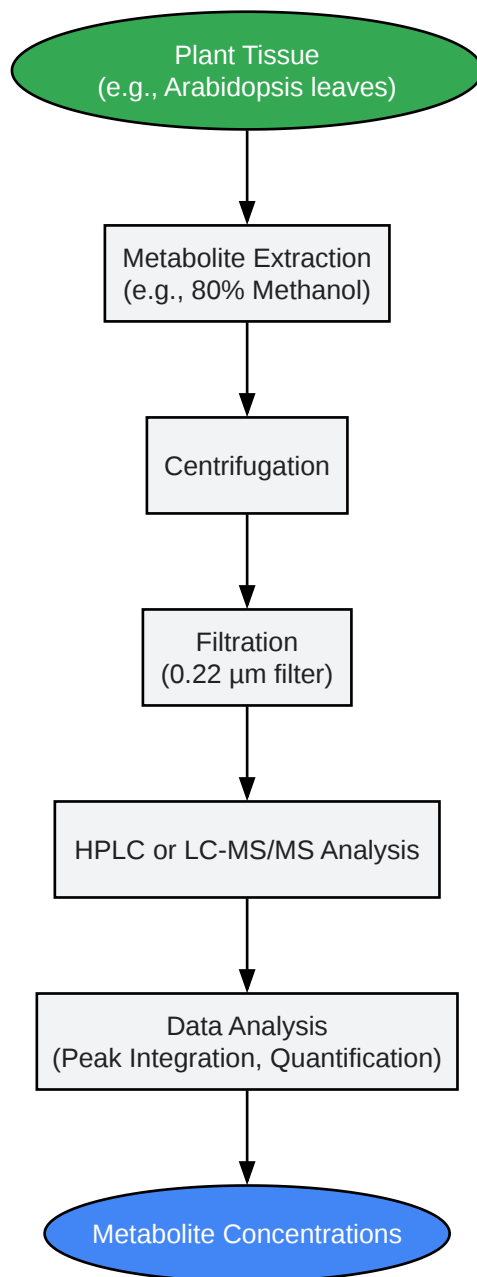 Plant Tissue
(e.g., Arabidopsis leaves)
Metabolite Extraction
(e.g., 80% Methanol)
Centrifugation
Filtration
(0.22 µm filter)
HPLC or LC-MS/MS Analysis
Data Analysis
(Peak Integration, Quantification)
Metabolite Concentrations